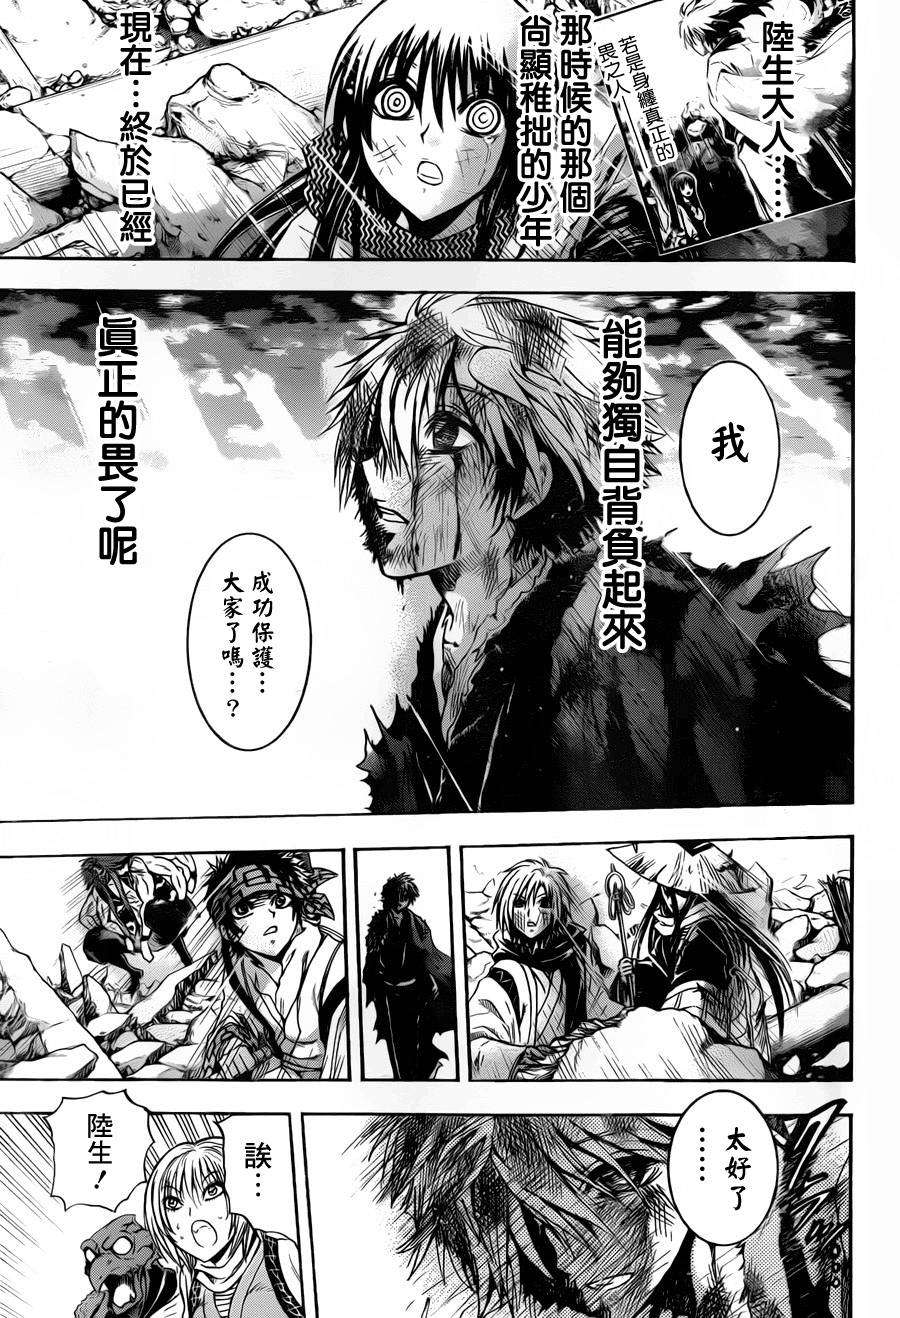 陸生大人……
若是身纏真正的
畏之人——
那時候的那個
尚顯稚拙的少年
現在…終於已經
能夠獨自背負起來
真正的畏了呢
我
成功保護…
大家了嗎…？
太好了
……
誒…
陸生！